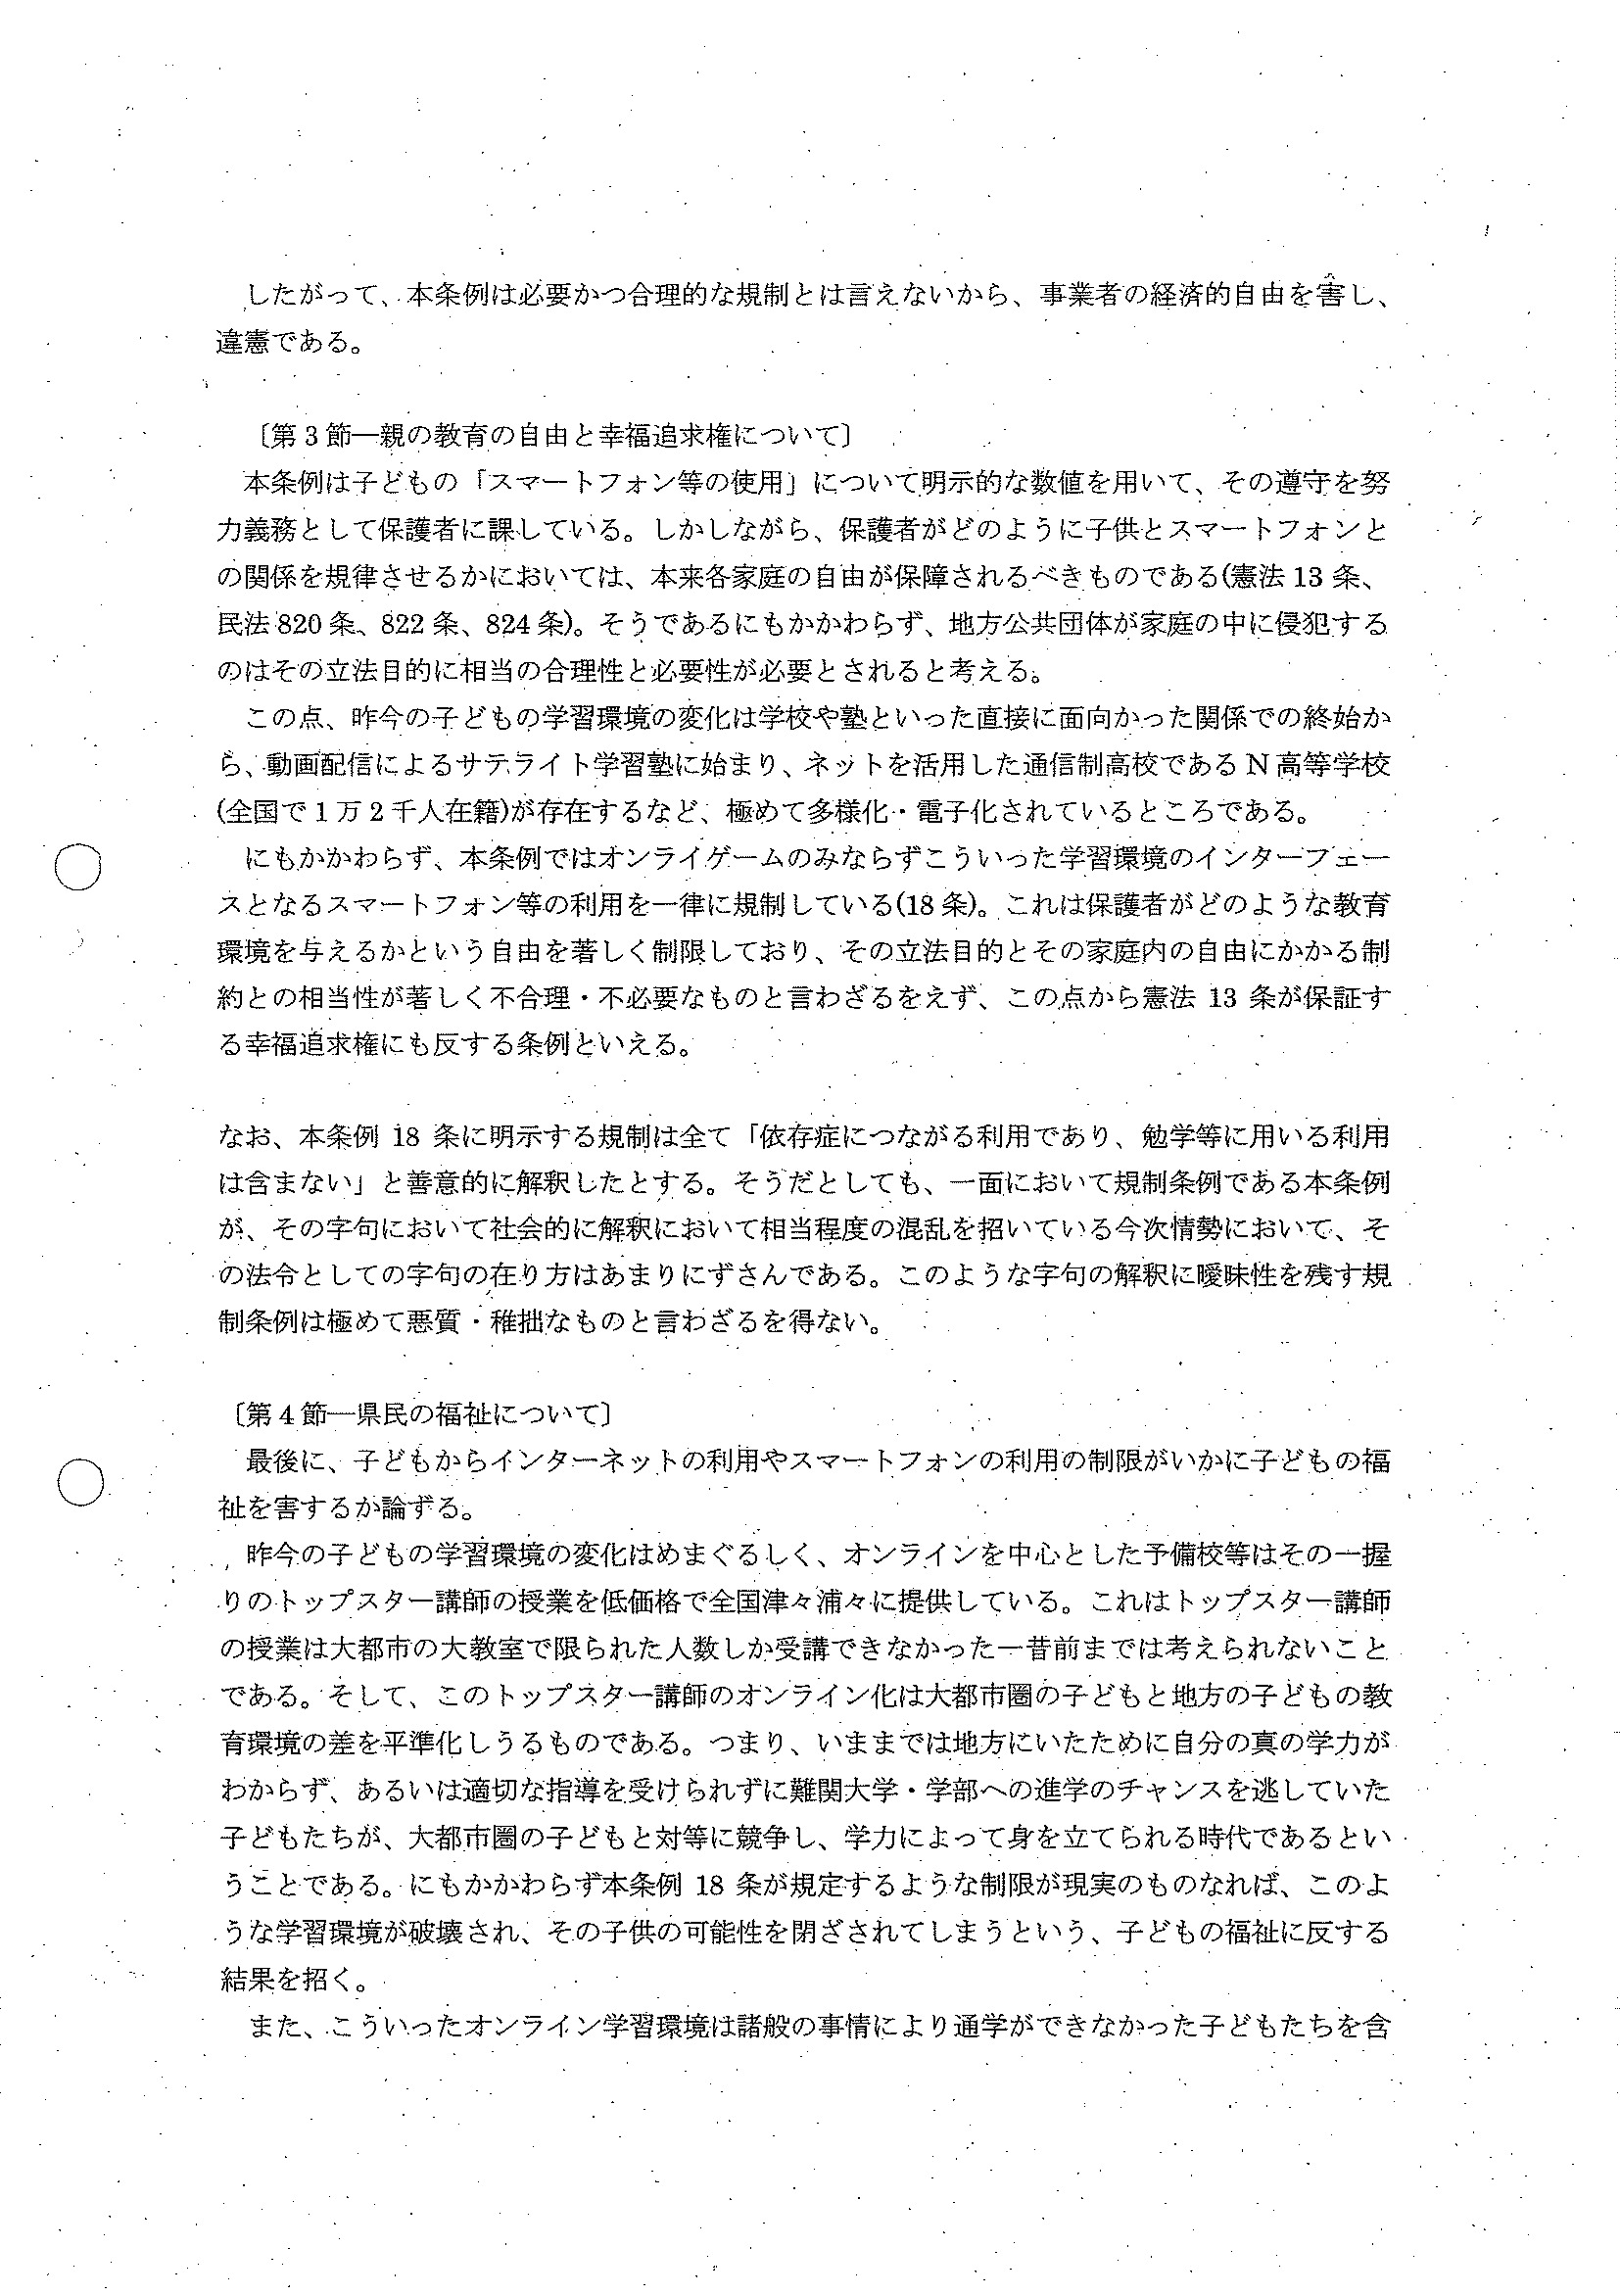 したがって、本条例は必要かつ合理的な規制とは言えないから、事業者の経済的自由を害し、
違憲である。
〔第3節―親の教育の自由と幸福追求権について〕
本条例は子どもの「スマートフォン等の使用」について明示的な数値を用いて、その遵守を努
力義務として保護者に課している。しかしながら、保護者がどのように子供とスマートフォンと
の関係を規律させるかにおいては、本来各家庭の自由が保障されるべきものである(憲法 13 条、
民法 820 条、822 条、824 条)。そうであるにもかかわらず、地方公共団体が家庭の中に侵犯する
のはその立法目的に相当の合理性と必要性が必要とされると考える。
この点、昨今の子どもの学習環境の変化は学校や塾といった直接に面向かった関係での終始か
ら、動画配信によるサテライト学習塾に始まり、ネットを活用した通信制高校であるN高等学校
(全国で1万2千人在籍)が存在するなど、極めて多様化・電子化されているところである。
にもかかわらず、本条例ではオンライゲームのみならずこういった学習環境のインターフェー
スとなるスマートフォン等の利用を一律に規制している(18 条)。これは保護者がどのような教育
環境を与えるかという自由を著しく制限しており、その立法目的とその家庭内の自由にかかる制
約との相当性が著しく不合理・不必要なものと言わざるをえず、この点から憲法 13 条が保証す
る幸福追求権にも反する条例といえる。
なお、本条例 18 条に明示する規制は全て「依存症につながる利用であり、勉学等に用いる利用
は含まない」と善意的に解釈したとする。そうだとしても、一面において規制条例である本条例
が、その字句において社会的に解釈において相当程度の混乱を招いている今次情勢において、そ
の法令としての字句の在り方はあまりにずさんである。このような字句の解釈に曖昧性を残す規
制条例は極めて悪質・稚拙なものと言わざるを得ない。
〔第4節―県民の福祉について〕
最後に、子どもからインターネットの利用やスマートフォンの利用の制限がいかに子どもの福
祉を害するか論ずる。
昨今の子どもの学習環境の変化はめまぐるしく、オンラインを中心とした予備校等はその一握
りのトップスター講師の授業を低価格で全国津々浦々に提供している。これはトップスター講師
の授業は大都市の大教室で限られた人数しか受講できなかった一昔前までは考えられないこと
である。そして、このトップスター講師のオンライン化は大都市圏の子どもと地方の子どもの教
育環境の差を平準化しうるものである。つまり、いままでは地方にいたために自分の真の学力が
わからず、あるいは適切な指導を受けられずに難関大学・学部への進学のチャンスを逃していた
子どもたちが、大都市圏の子どもと対等に競争し、学力によって身を立てられる時代であるとい
うことである。にもかかわらず本条例 18 条が規定するような制限が現実のものなれば、このよ
うな学習環境が破壊され、その子供の可能性を閉ざされてしまうという、子どもの福祉に反する
結果を招く。
また、こういったオンライン学習環境は諸般の事情により通学ができなかった子どもたちを含